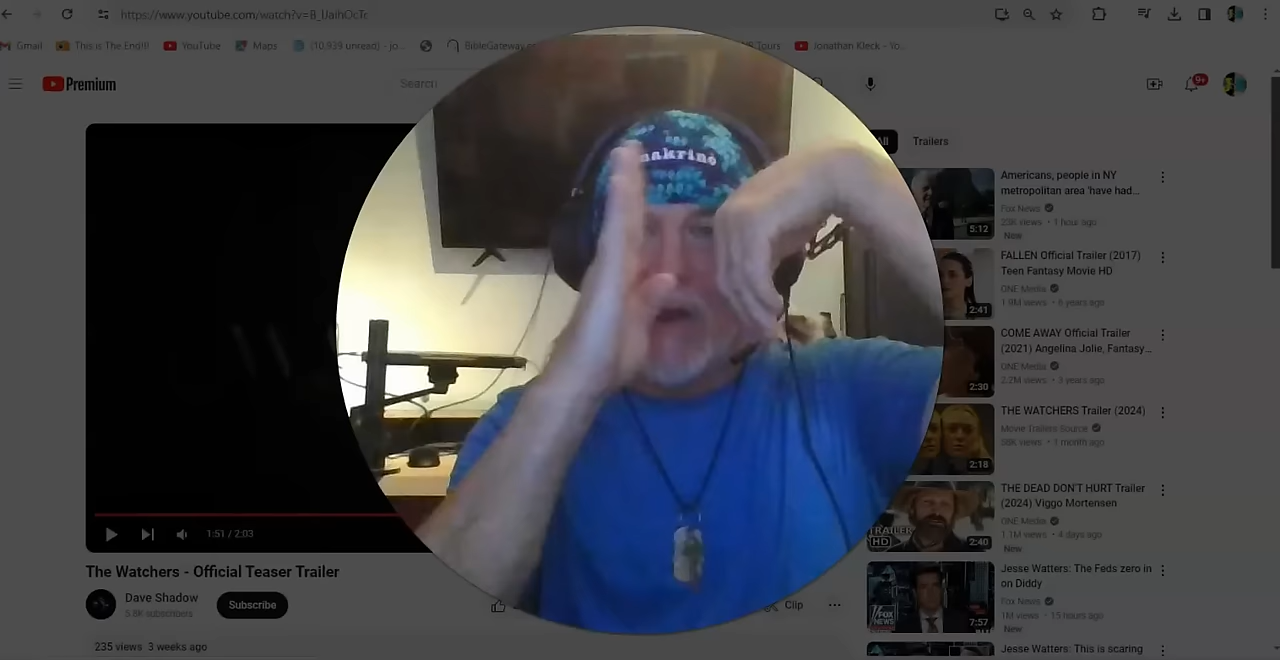 https://www.youtube.com/watch?v=B_UaihOcTr
Gmail
This is The End!!!
YouTube
Maps
(10,939 unread) - jo...
BibleGateway
Tours
Jonathan Kleck - Yo...
Premium
Search
9+
All
Trailers
makrino
Americans, people in NY
metropolitan area 'have had...
Fox News
23K views • 1 hour ago
New
5:12
FALLEN Official Trailer (2017)
Teen Fantasy Movie HD
ONE Media
1.9M views • 6 years ago
2:41
COME AWAY Official Trailer
(2021) Angelina Jolie, Fantasy...
ONE Media
2.2M views • 3 years ago
2:30
THE WATCHERS Trailer (2024)
Movie Trailers Source
58K views • 1 month ago
2:18
THE DEAD DON'T HURT Trailer
(2024) Viggo Mortensen
ONE Media
1.1M views • 4 days ago
New
TRAILER
HD
2:40
Jesse Watters: The Feds zero in
on Diddy
Fox News
1M views • 15 hours ago
New
FOX
NEWS
7:57
Jesse Watters: This is scaring
1:51 / 2:03
The Watchers - Official Teaser Trailer
Dave Shadow
5.8K subscribers
Subscribe
Clip
235 views 3 weeks ago